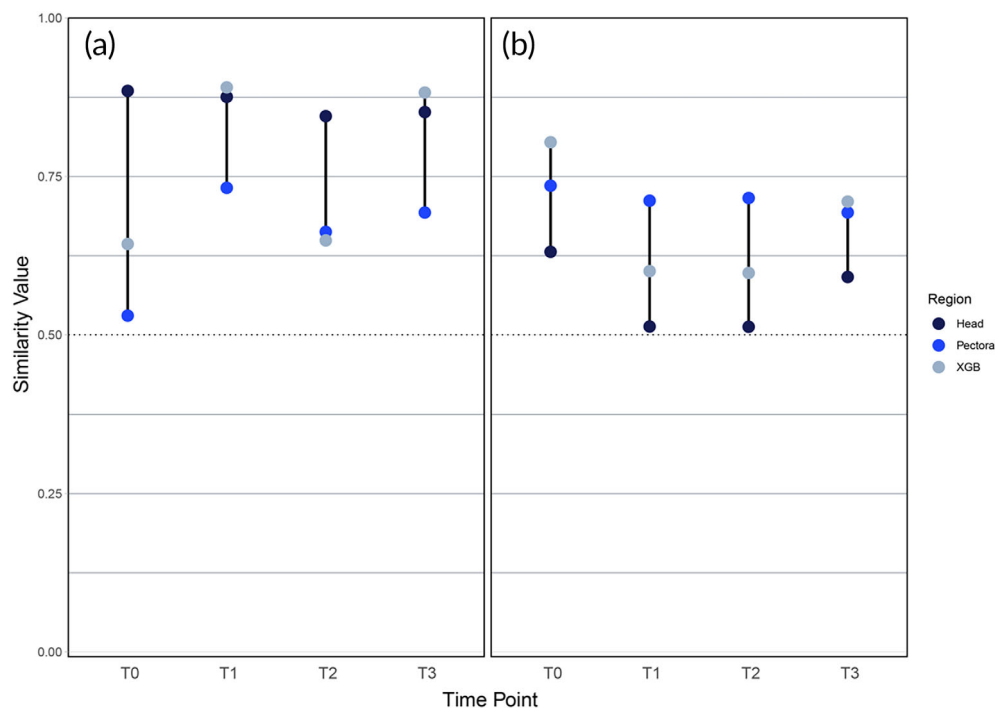 (a)
(b)
1.00
0.75
0.50
0.25
0.00
Similarity Value
T0 T1 T2 T3
T0 T1 T2 T3
Time Point
Region
Head
Pectora
XGB